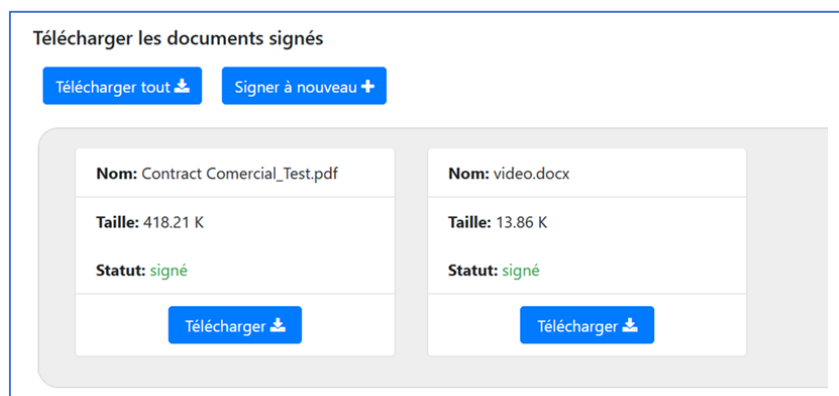 Télécharger les documents signés
Télécharger tout
Signer à nouveau
Nom: Contract Comercial_Test.pdf
Taille: 418.21 K
Statut: signé
Télécharger
Nom: video.docx
Taille: 13.86 K
Statut: signé
Télécharger